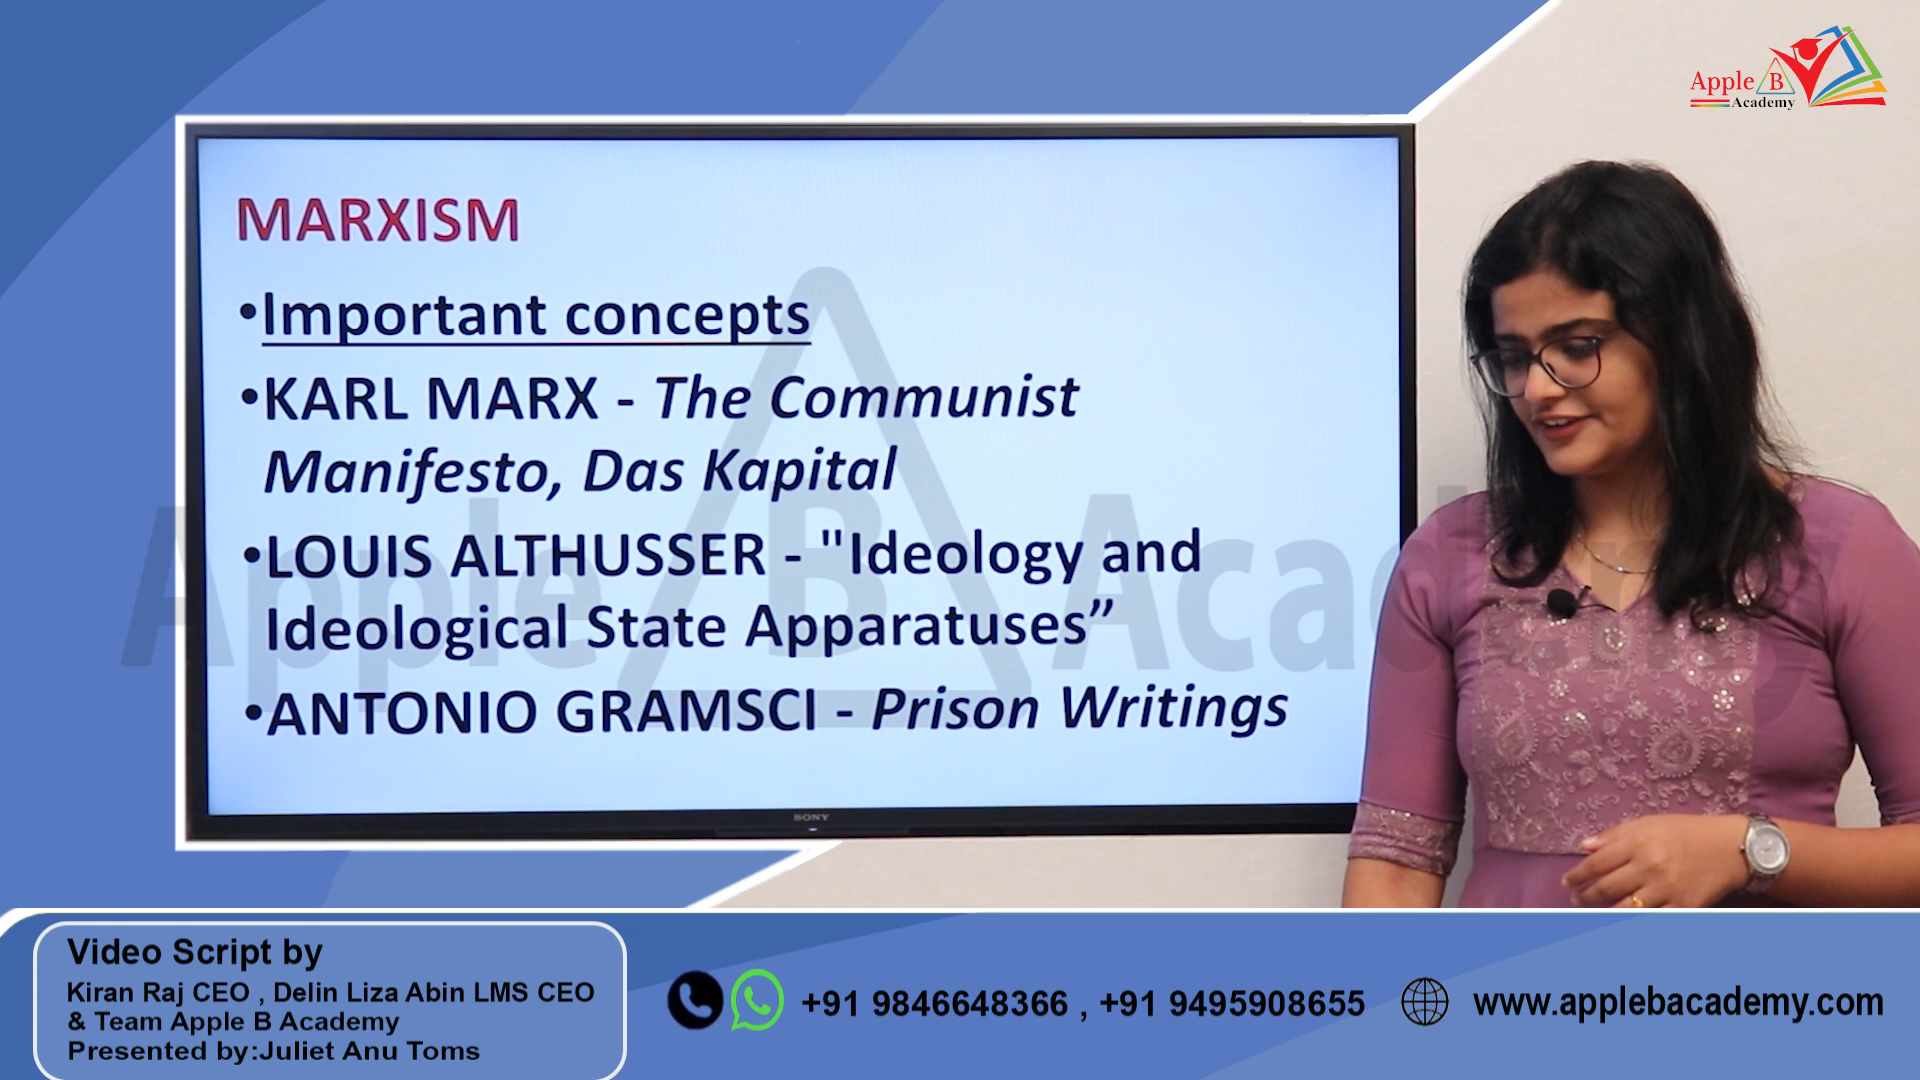 Apple B
Academy
MARXISM
•Important concepts
•KARL MARX - The Communist
Manifesto, Das Kapital
•LOUIS ALTHUSSER - "Ideology and
Ideological State Apparatuses”
•ANTONIO GRAMSCI - Prison Writings
Apple B Academy
SONY
Video Script by
Kiran Raj CEO , Delin Liza Abin LMS CEO
& Team Apple B Academy
Presented by:Juliet Anu Toms
+91 9846648366 , +91 9495908655
www.applebacademy.com